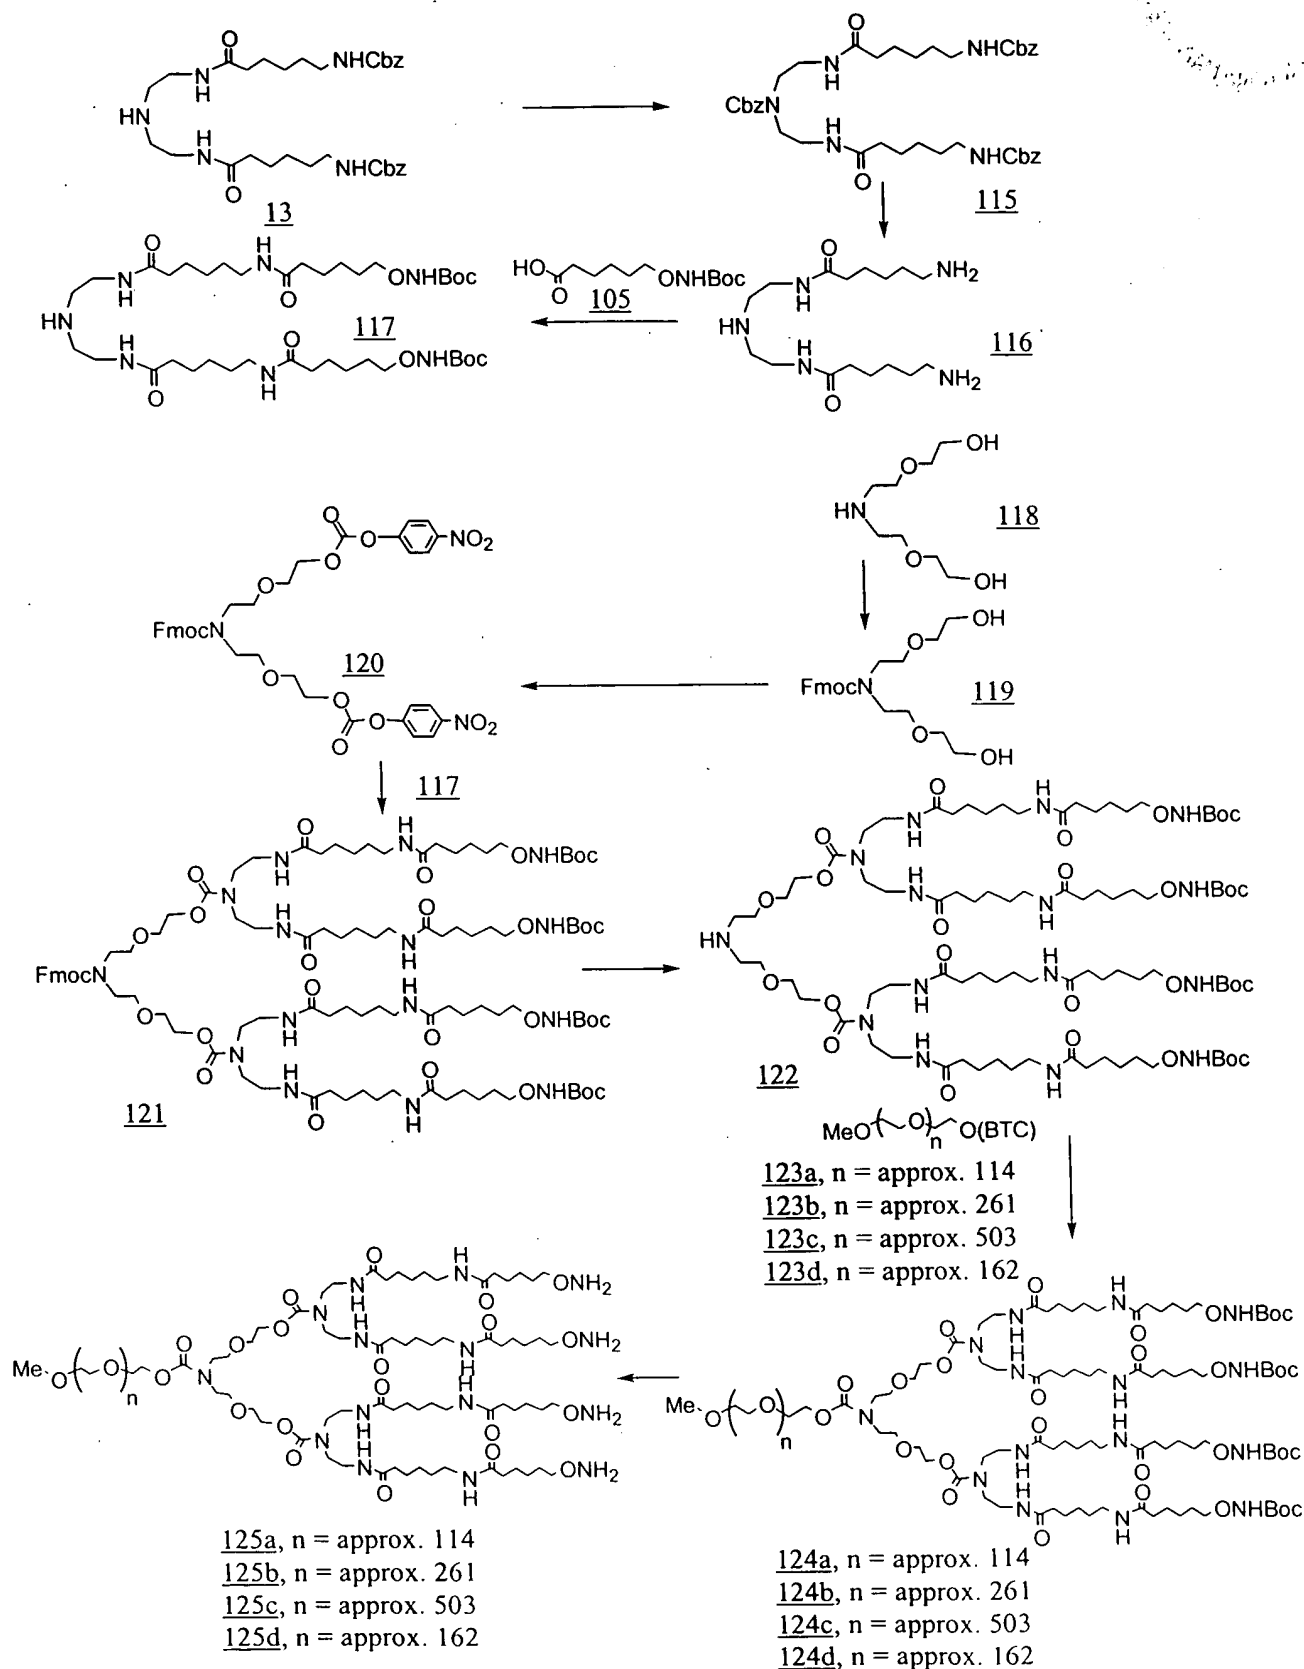 O
N
H
NHCbz
HN
H
N
O
NHCbz
13
O
N
H
NHCbz
CbzN
H
N
O
NHCbz
115
O
N
H
H
N
O
ONHBoc
HN
H
N
O
O
N
H
ONHBoc
117
HO
O
ONHBoc
105
O
N
H
NH2
HN
H
N
O
NH2
116
OH
O
HN
O
OH
118
O
O
O
NO2
O
FmocN
O
O
O
O
NO2
120
OH
O
FmocN
O
OH
119
117
O
N
H
H
N
O
ONHBoc
O
O
N
H
N
O
O
N
H
ONHBoc
O
FmocN
O
O
N
H
H
N
O
ONHBoc
O
O
N
H
N
O
O
N
H
ONHBoc
121
O
N
H
H
N
O
ONHBoc
O
O
N
H
N
O
O
N
H
ONHBoc
O
HN
O
O
N
H
H
N
O
ONHBoc
O
O
N
H
N
O
O
N
H
ONHBoc
122
MeO(O)n O(BTC)
123a, n = approx. 114
123b, n = approx. 261
123c, n = approx. 503
123d, n = approx. 162
O
N
H
H
N
O
ONH2
O
O
N
H
N
O
O
N
H
ONH2
Me O(O)n O
O
N
O
O
O
N
H
H
N
O
ONH2
O
O
N
H
N
O
O
N
H
ONH2
125a, n = approx. 114
125b, n = approx. 261
125c, n = approx. 503
125d, n = approx. 162
O
N
H
H
N
O
ONHBoc
O
O
N
H
N
O
O
N
H
ONHBoc
Me O(O)n O
O
N
O
O
O
N
H
H
N
O
ONHBoc
O
O
N
H
N
O
O
N
H
ONHBoc
124a, n = approx. 114
124b, n = approx. 261
124c, n = approx. 503
124d, n = approx. 162